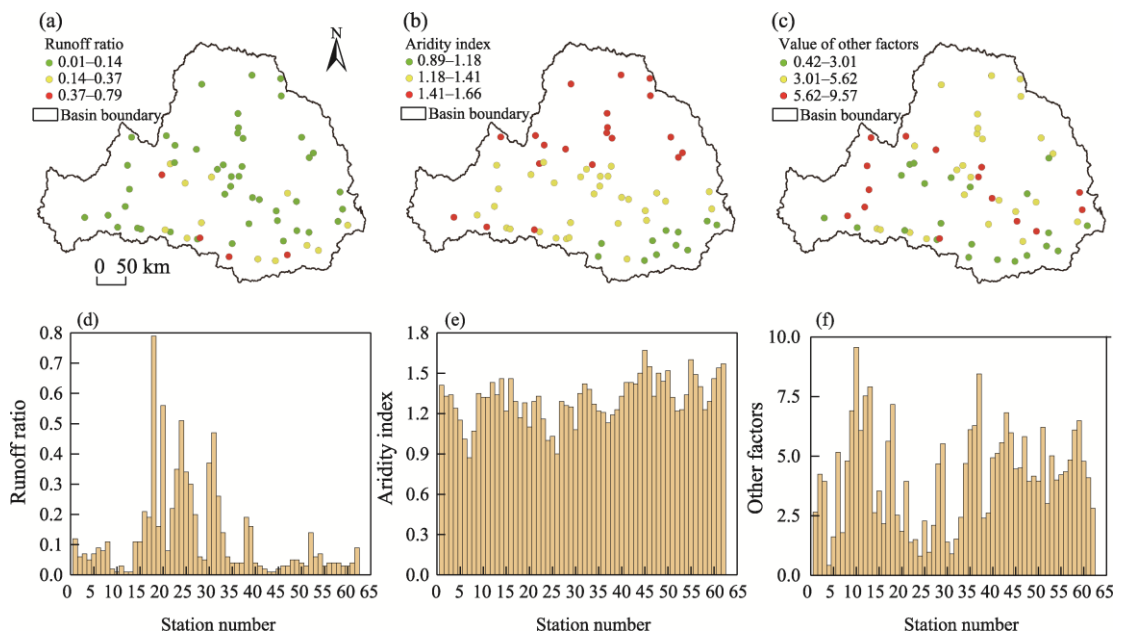 (a)
Runoff ratio
0.01–0.14
0.14–0.37
0.37–0.79
Basin boundary
N
0 50 km
(b)
Aridity index
0.89–1.18
1.18–1.41
1.41–1.66
Basin boundary
(c)
Value of other factors
0.42–3.01
3.01–5.62
5.62–9.57
Basin boundary
(d)
Runoff ratio
0.8
0.7
0.6
0.5
0.4
0.3
0.2
0.1
0.0
0 5 10 15 20 25 30 35 40 45 50 55 60 65
Station number
(e)
Aridity index
1.8
1.5
1.2
0.9
0.6
0.3
0.0
0 5 10 15 20 25 30 35 40 45 50 55 60 65
Station number
(f)
Other factors
10.0
7.5
5.0
2.5
0.0
0 5 10 15 20 25 30 35 40 45 50 55 60 65
Station number